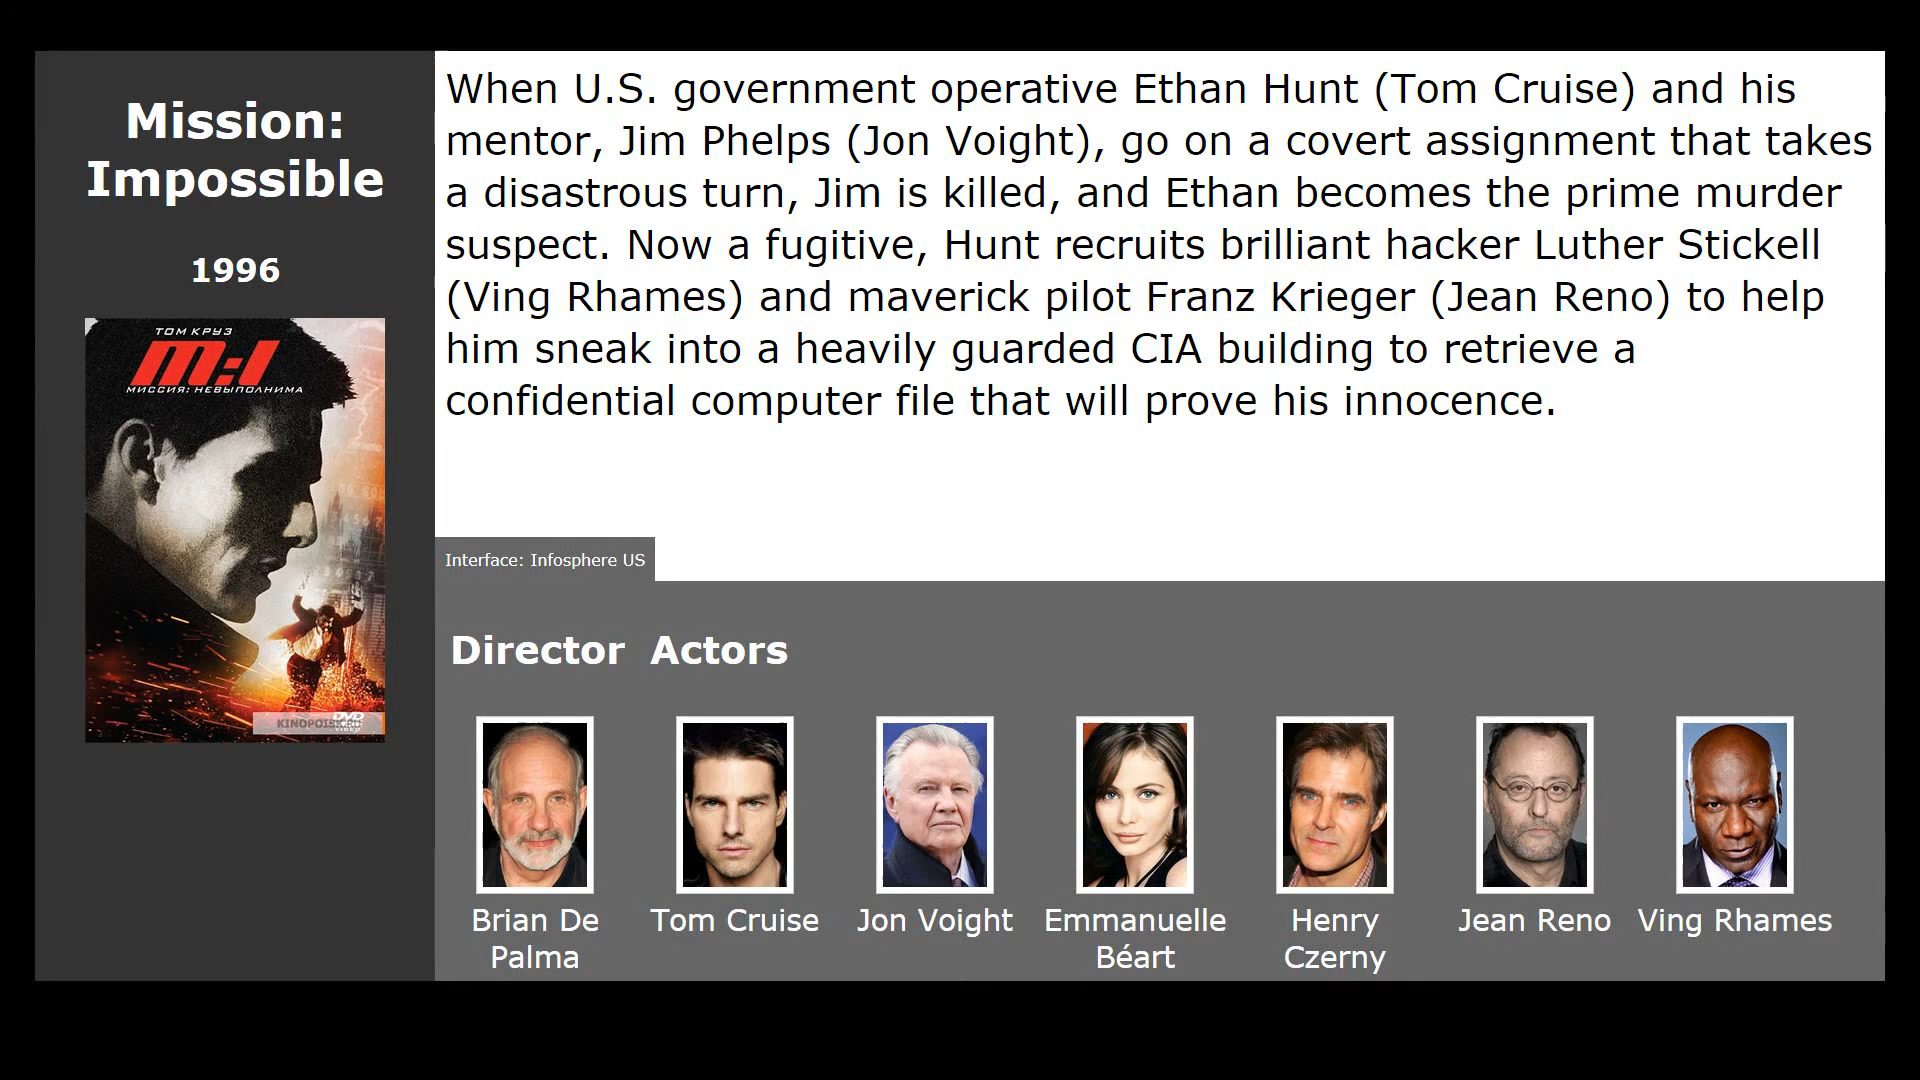 Mission:
Impossible
1996
ТОМ КРУЗ
M:I
МИССИЯ: НЕВЫПОЛНИМА
KINOPOISK.RU
DVD
VIDEO
When U.S. government operative Ethan Hunt (Tom Cruise) and his
mentor, Jim Phelps (Jon Voight), go on a covert assignment that takes
a disastrous turn, Jim is killed, and Ethan becomes the prime murder
suspect. Now a fugitive, Hunt recruits brilliant hacker Luther Stickell
(Ving Rhames) and maverick pilot Franz Krieger (Jean Reno) to help
him sneak into a heavily guarded CIA building to retrieve a
confidential computer file that will prove his innocence.
Interface: Infosphere US
Director Actors
Brian De
Palma
Tom Cruise
Jon Voight
Emmanuelle
Béart
Henry
Czerny
Jean Reno
Ving Rhames